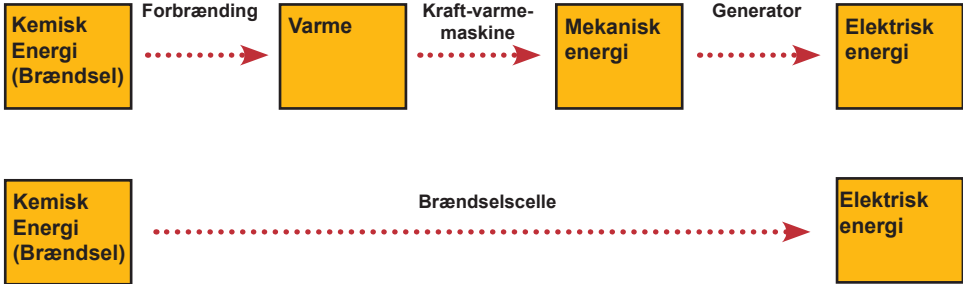 Forbrænding
Kraft-varme-
maskine
Generator
Kemisk
Energi
(Brændsel)
Varme
Mekanisk
energi
Elektrisk
energi
Brændselscelle
Kemisk
Energi
(Brændsel)
Elektrisk
energi